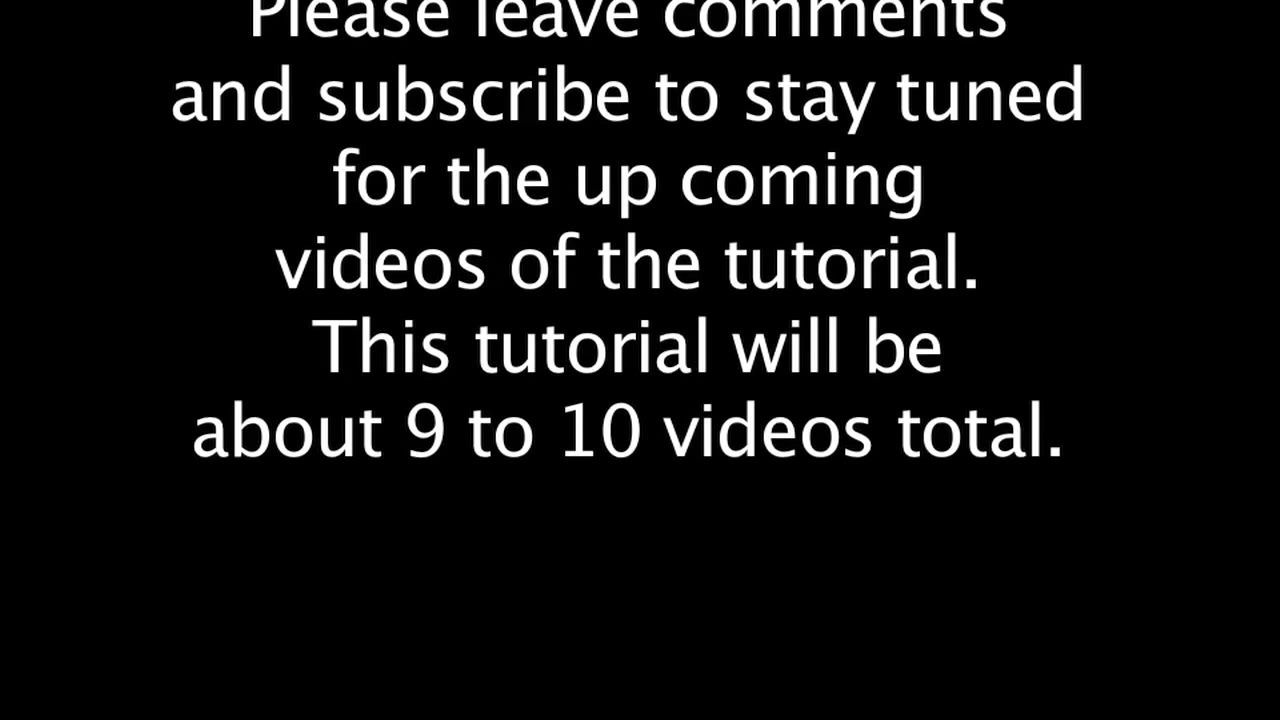 Please leave comments
and subscribe to stay tuned
for the up coming
videos of the tutorial.
This tutorial will be
about 9 to 10 videos total.